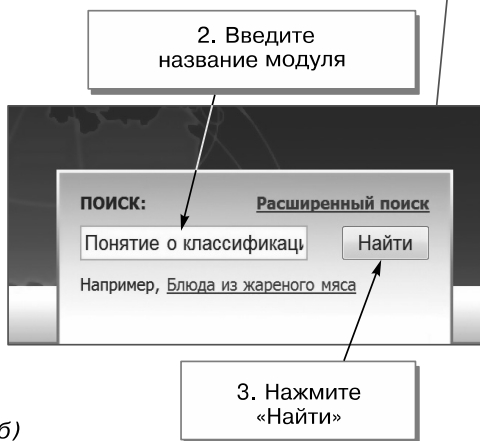 2. Введите
название модуля
ПОИСК: Расширенный поиск
Понятие о классификаци Найти
Например, Блюда из жареного мяса
3. Нажмите
«Найти»
б)